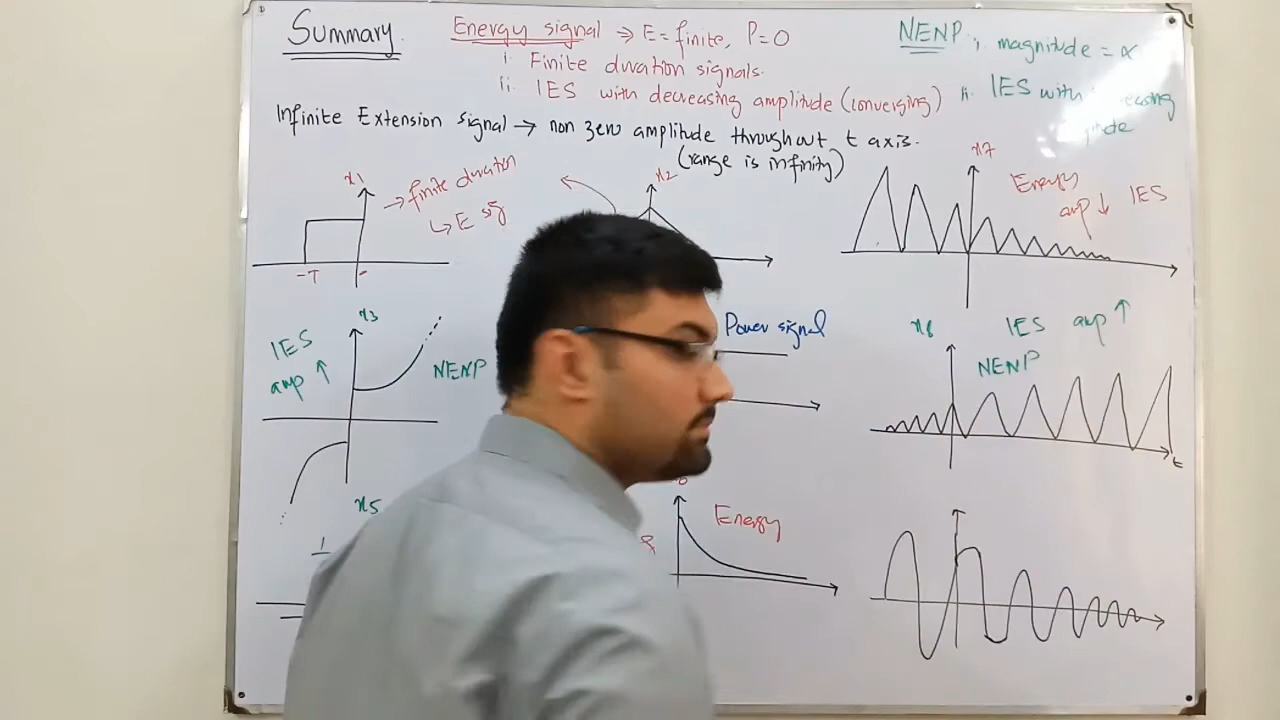 Summary
Energy signal → E = finite, P=0
i. Finite duration signals.
ii. IES with decreasing amplitude (converging)
NENP i. magnitude = ∝
ii. IES with
Infinite Extension signal → non zero amplitude throughout t axis.
(range is infinity)
x1
→ finite duration
↳ E sig
-T
x2
x7
Energy
amp ↓ IES
x3
IES
amp ↑
NENP
Power signal
x8
IES amp ↑
NENP
t
x5
Energy